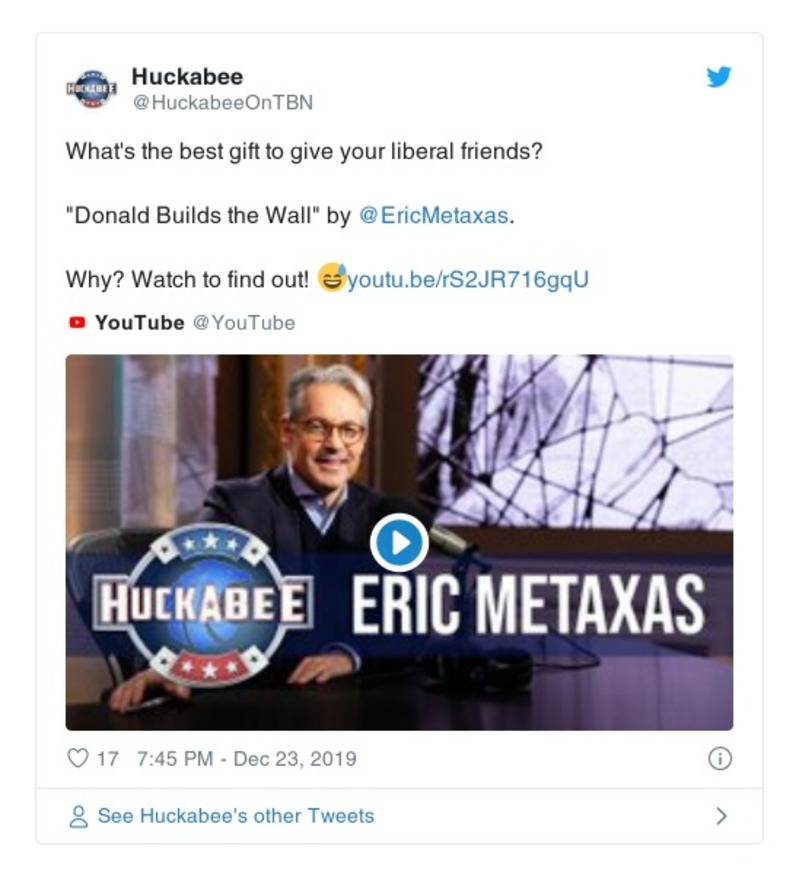 Huckabee
@HuckabeeOnTBN
What's the best gift to give your liberal friends?
"Donald Builds the Wall" by @EricMetaxas.
Why? Watch to find out! 😅youtu.be/rS2JR716gqU
YouTube @YouTube
HUCKABEE ERIC METAXAS
17 7:45 PM - Dec 23, 2019
See Huckabee's other Tweets